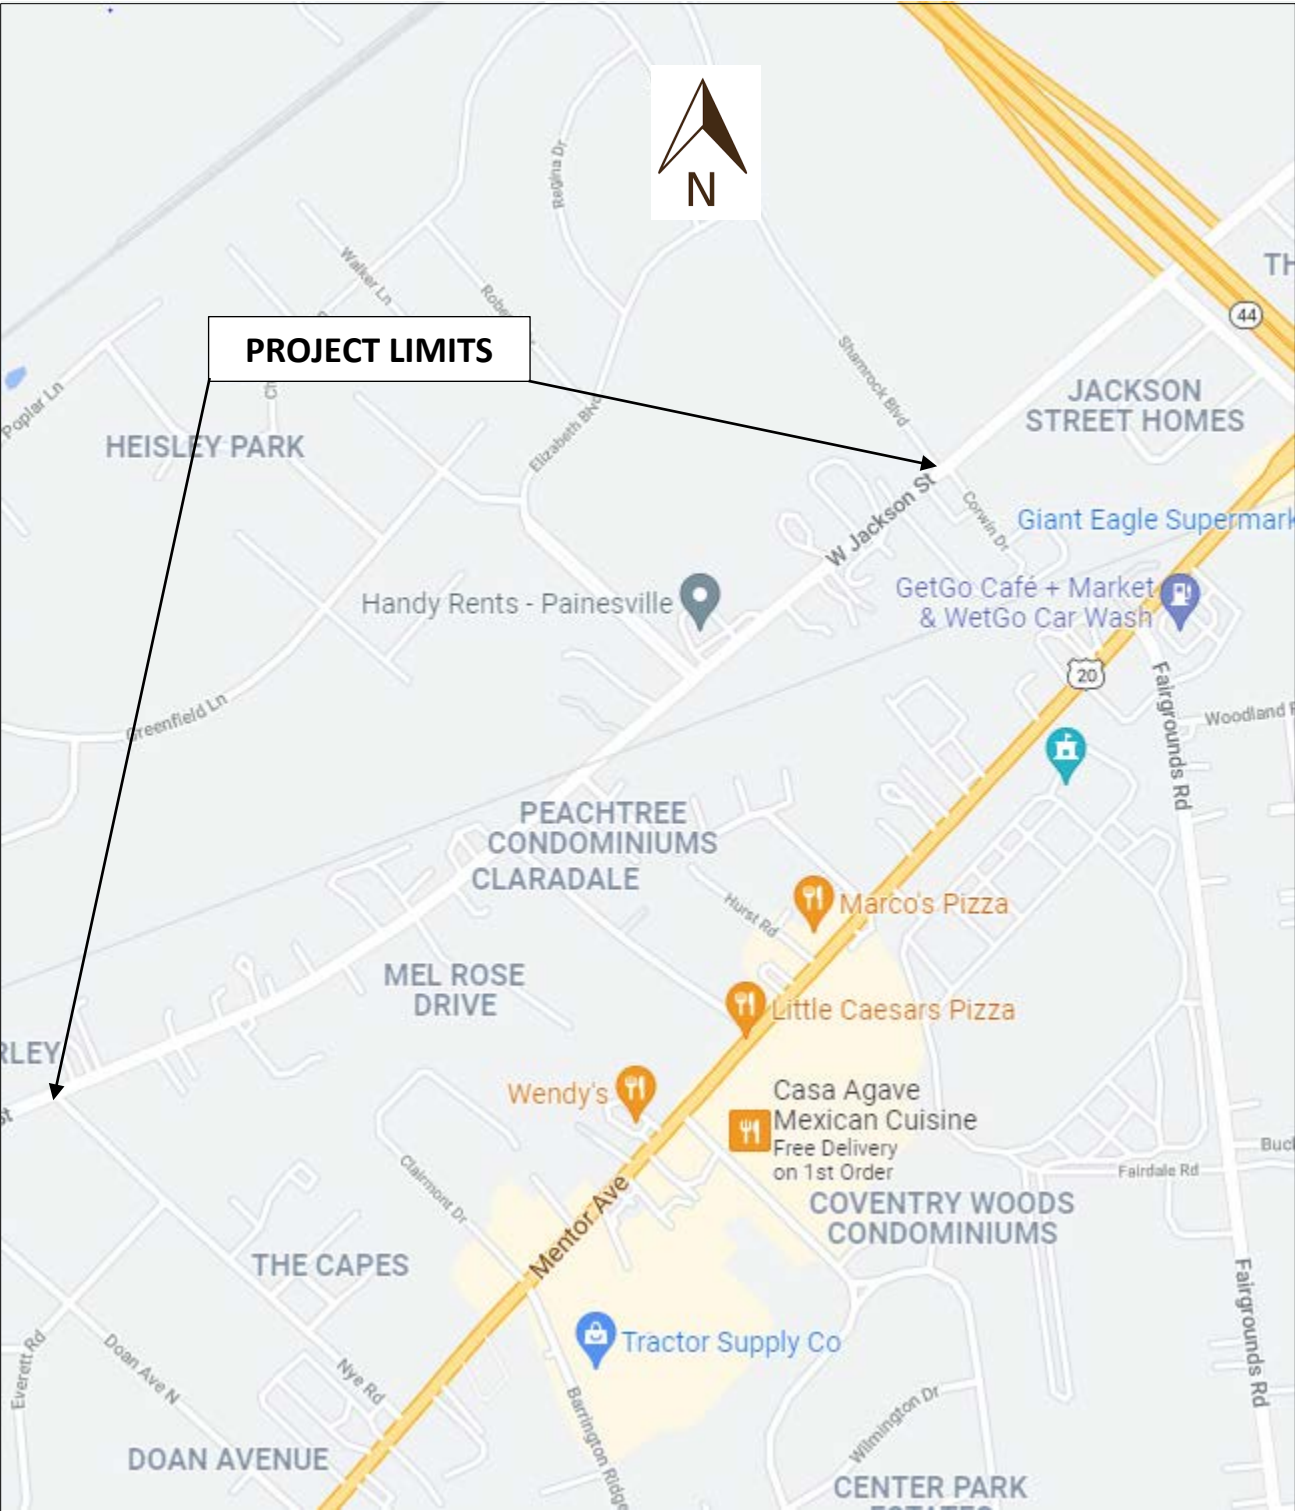 N
Regina Dr
Walker Ln
TH
44
PROJECT LIMITS
Shamrock Blvd
Poplar Ln
JACKSON
STREET HOMES
HEISLEY PARK
Elizabeth Blvd
W Jackson St
Corwin Dr
Giant Eagle Supermark
GetGo Café + Market
& WetGo Car Wash
Handy Rents - Painesville
20
Fairgrounds Rd
Woodland
Greenfield Ln
PEACHTREE
CONDOMINIUMS
CLARADALE
Hurst Rd
Marco's Pizza
MEL ROSE
DRIVE
Little Caesars Pizza
RLEY
st
Wendy's
Casa Agave
Mexican Cuisine
Free Delivery
on 1st Order
Buc
Fairdale Rd
Clairmont Dr
COVENTRY WOODS
CONDOMINIUMS
Mentor Ave
THE CAPES
Fairgrounds Rd
Tractor Supply Co
Everett Rd
Doan Ave N
Nye Rd
Barrington Ridge
Wilmington Dr
DOAN AVENUE
CENTER PARK